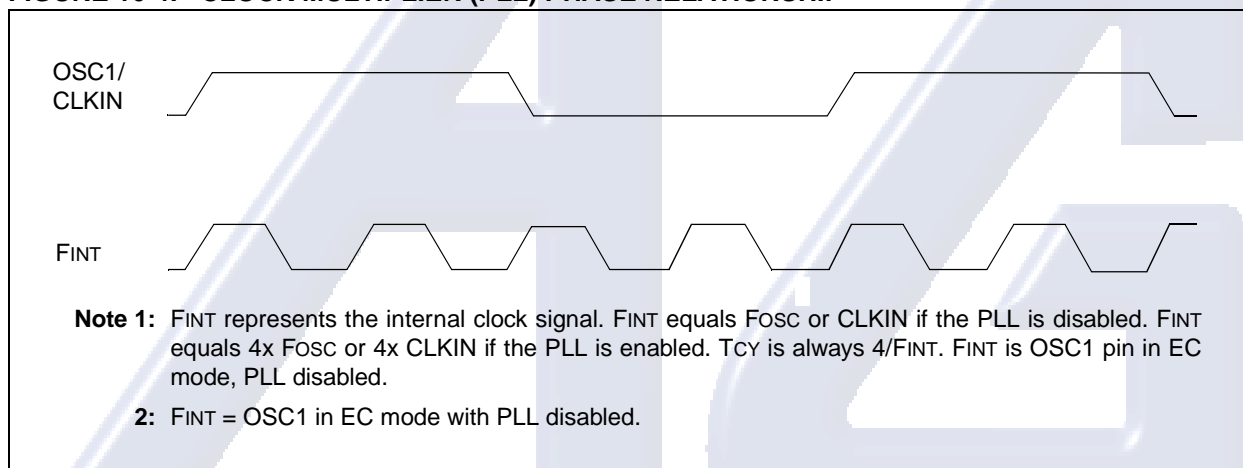 OSC1/
CLKIN
FINT
Note 1: FINT represents the internal clock signal. FINT equals FOSC or CLKIN if the PLL is disabled. FINT
equals 4x FOSC or 4x CLKIN if the PLL is enabled. TCY is always 4/FINT. FINT is OSC1 pin in EC
mode, PLL disabled.
2: FINT = OSC1 in EC mode with PLL disabled.